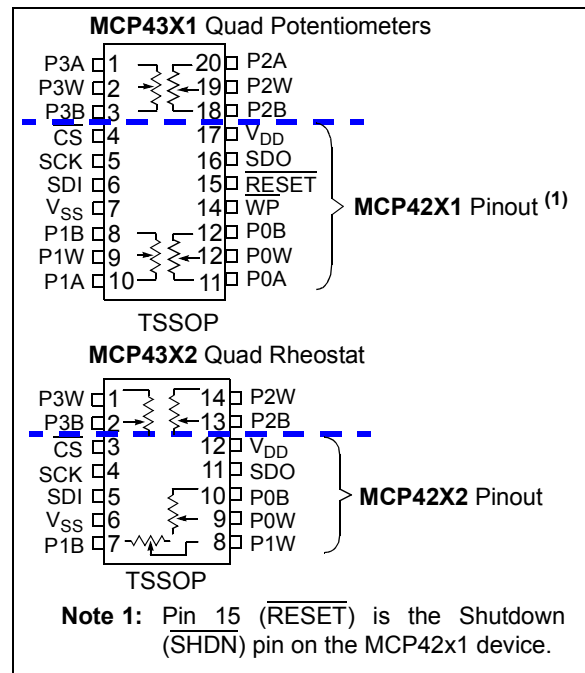 MCP43X1 Quad Potentiometers
P3A 1 20 P2A
P3W 2 19 P2W
P3B 3 18 P2B
CS 4 17 VDD
SCK 5 16 SDO
SDI 6 15 RESET
VSS 7 14 WP
P1B 8 12 P0B
P1W 9 12 P0W
P1A 10 11 P0A
MCP42X1 Pinout (1)
TSSOP
MCP43X2 Quad Rheostat
P3W 1 14 P2W
P3B 2 13 P2B
CS 3 12 VDD
SCK 4 11 SDO
SDI 5 10 P0B
VSS 6 9 P0W
P1B 7 8 P1W
MCP42X2 Pinout
TSSOP
Note 1: Pin 15 (RESET) is the Shutdown
(SHDN) pin on the MCP42x1 device.